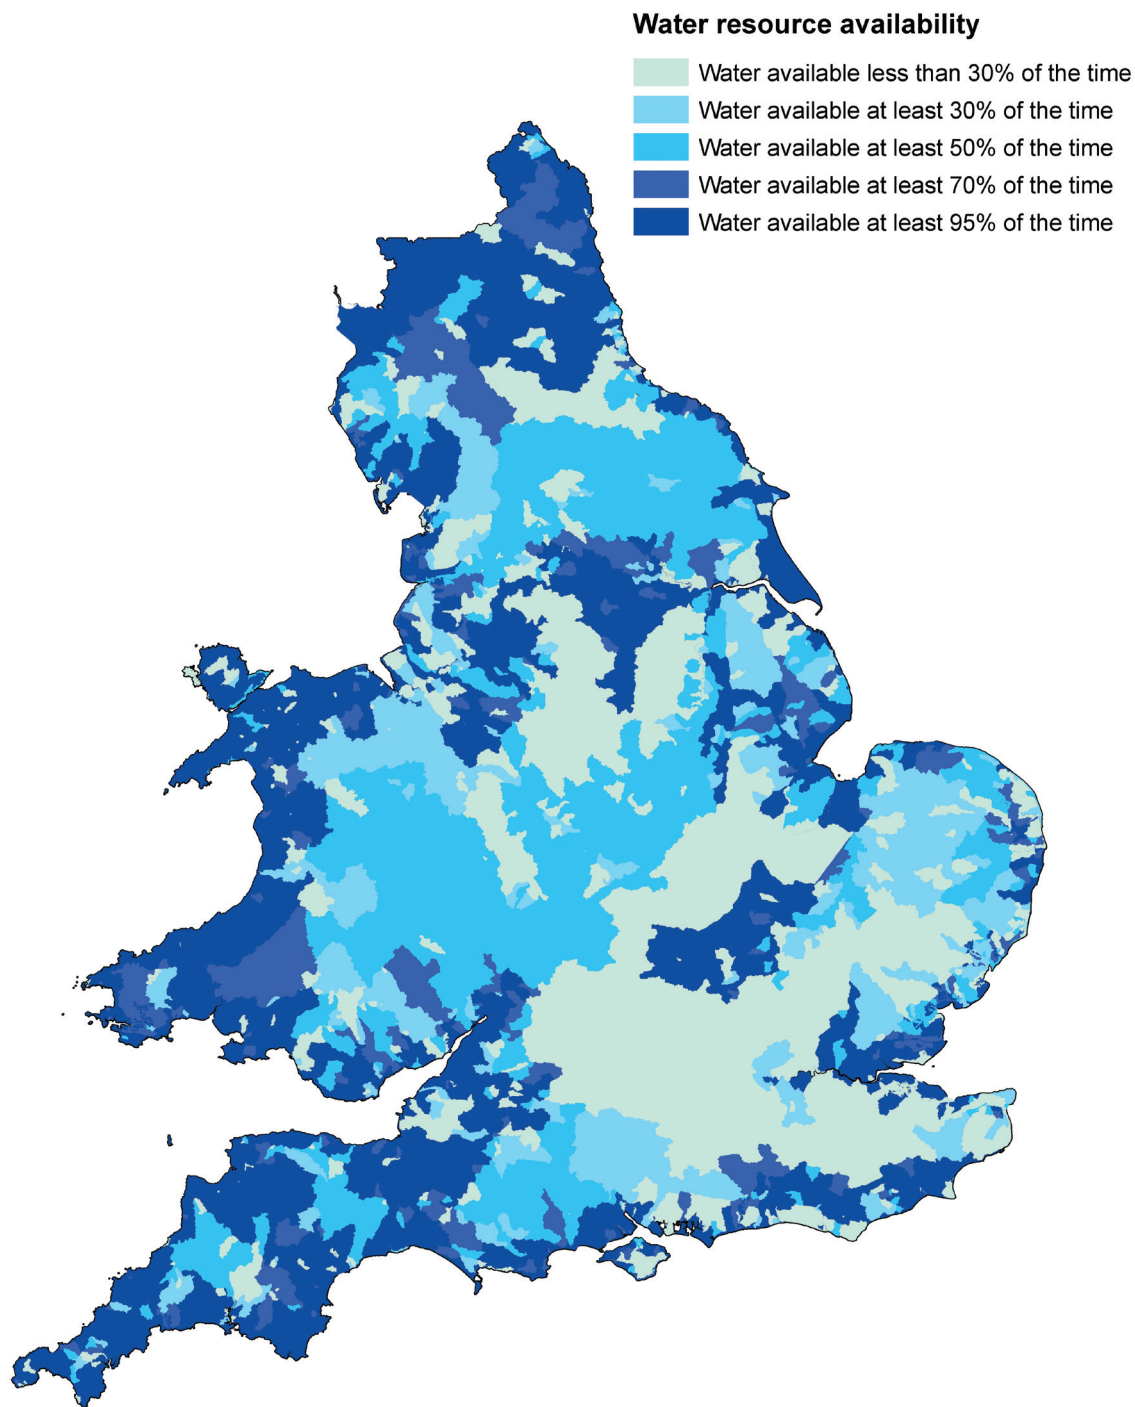 Water resource availability
Water available less than 30% of the time
Water available at least 30% of the time
Water available at least 50% of the time
Water available at least 70% of the time
Water available at least 95% of the time